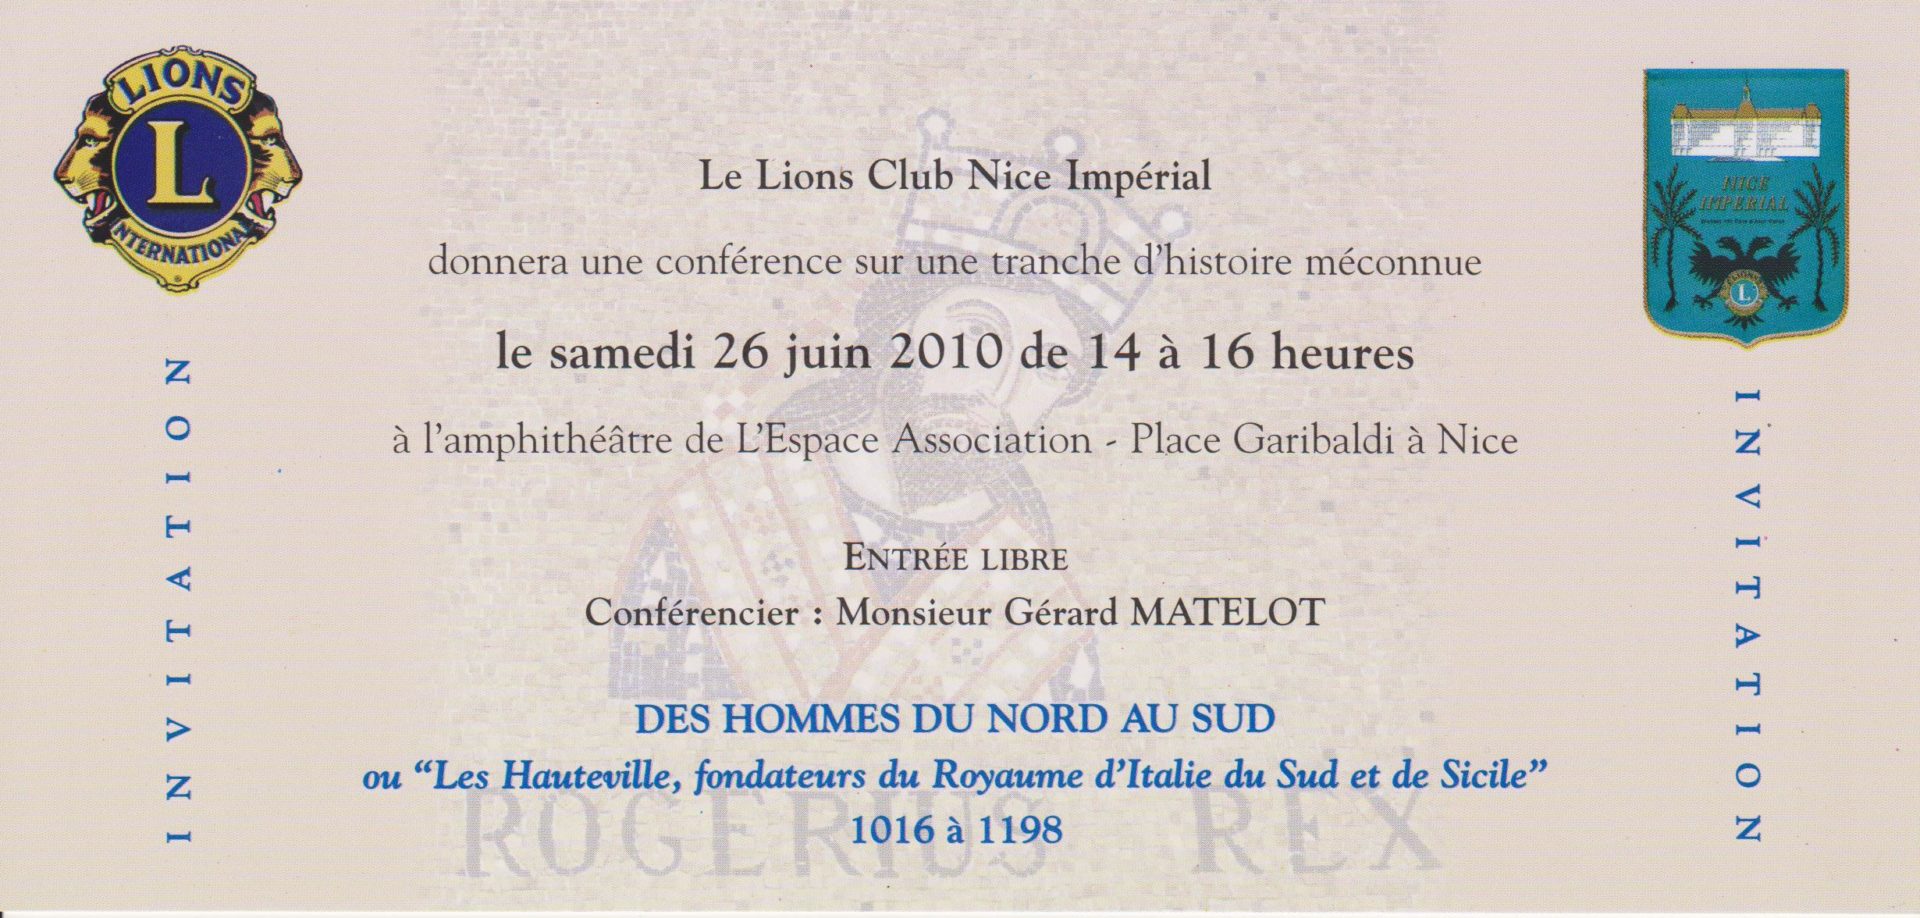 LIONS
L
INTERNATIONAL
NICE
IMPERIAL
LIONS
L
Le Lions Club Nice Impérial
donnera une conférence sur une tranche d'histoire méconnue
le samedi 26 juin 2010 de 14 à 16 heures
à l'amphithéâtre de L'Espace Association - Place Garibaldi à Nice
ENTRÉE LIBRE
Conférencier : Monsieur Gérard MATELOT
DES HOMMES DU NORD AU SUD
ou “Les Hauteville, fondateurs du Royaume d'Italie du Sud et de Sicile”
1016 à 1198
ROGERIUS REX
INVITATION
INVITATION